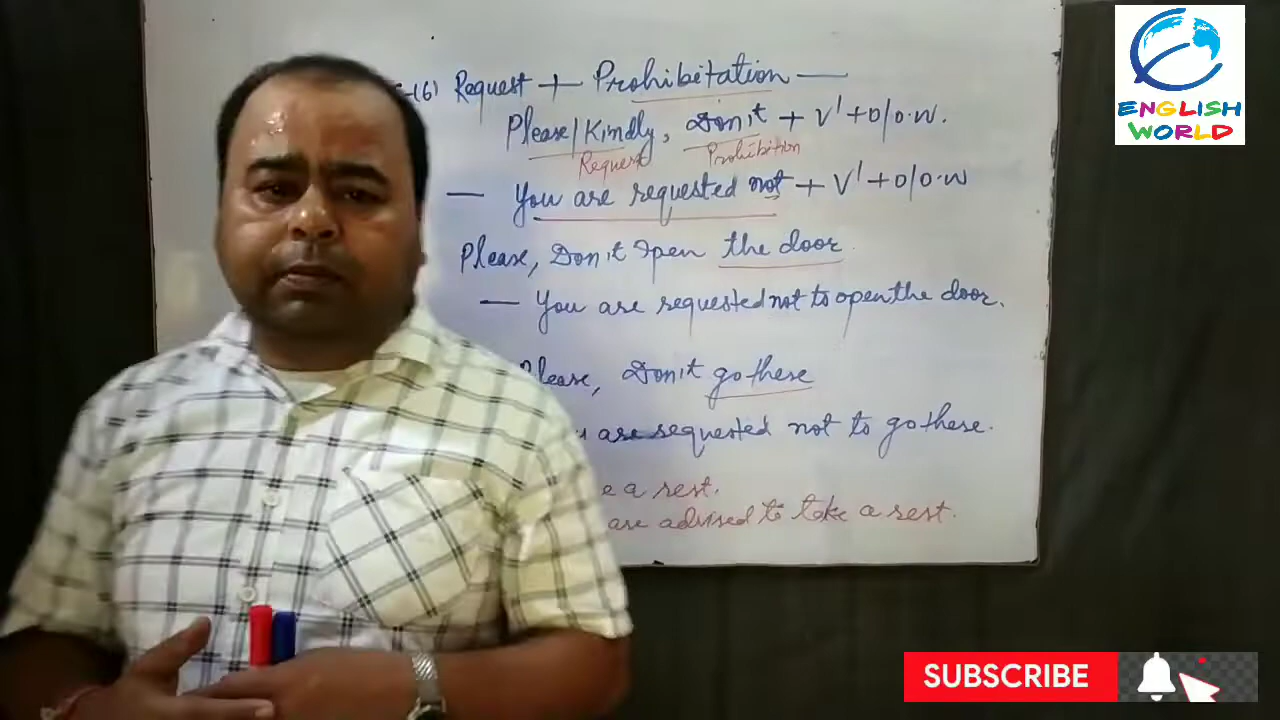 (6) Request + Prohibitation —
Please/Kindly, Don't + V' + O/O.W.
Request Prohibition
— You are requested not + V' + O/O.W
Please, Don't open the door.
— You are requested not to open the door.
Please, Don't go there
are requested not to go there.
a rest.
are advised to take a rest.
ENGLISH
WORLD
SUBSCRIBE